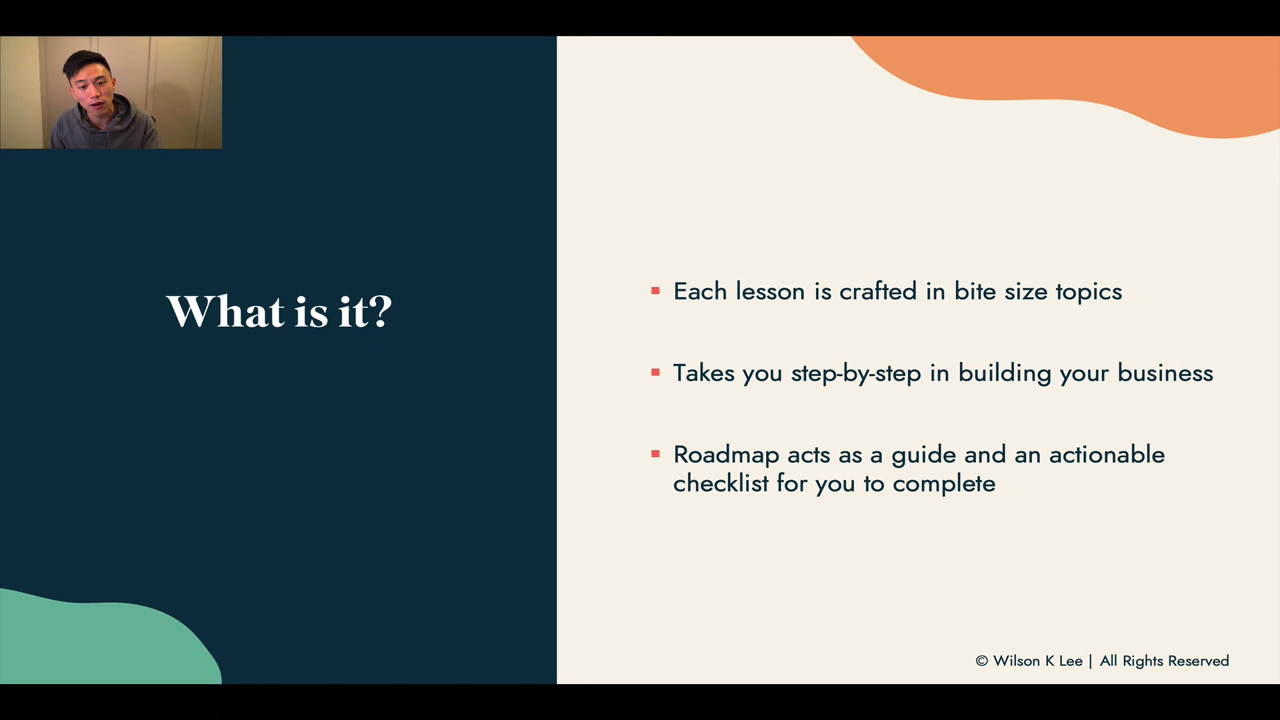 What is it?
Each lesson is crafted in bite size topics
Takes you step-by-step in building your business
Roadmap acts as a guide and an actionable
checklist for you to complete
© Wilson K Lee | All Rights Reserved